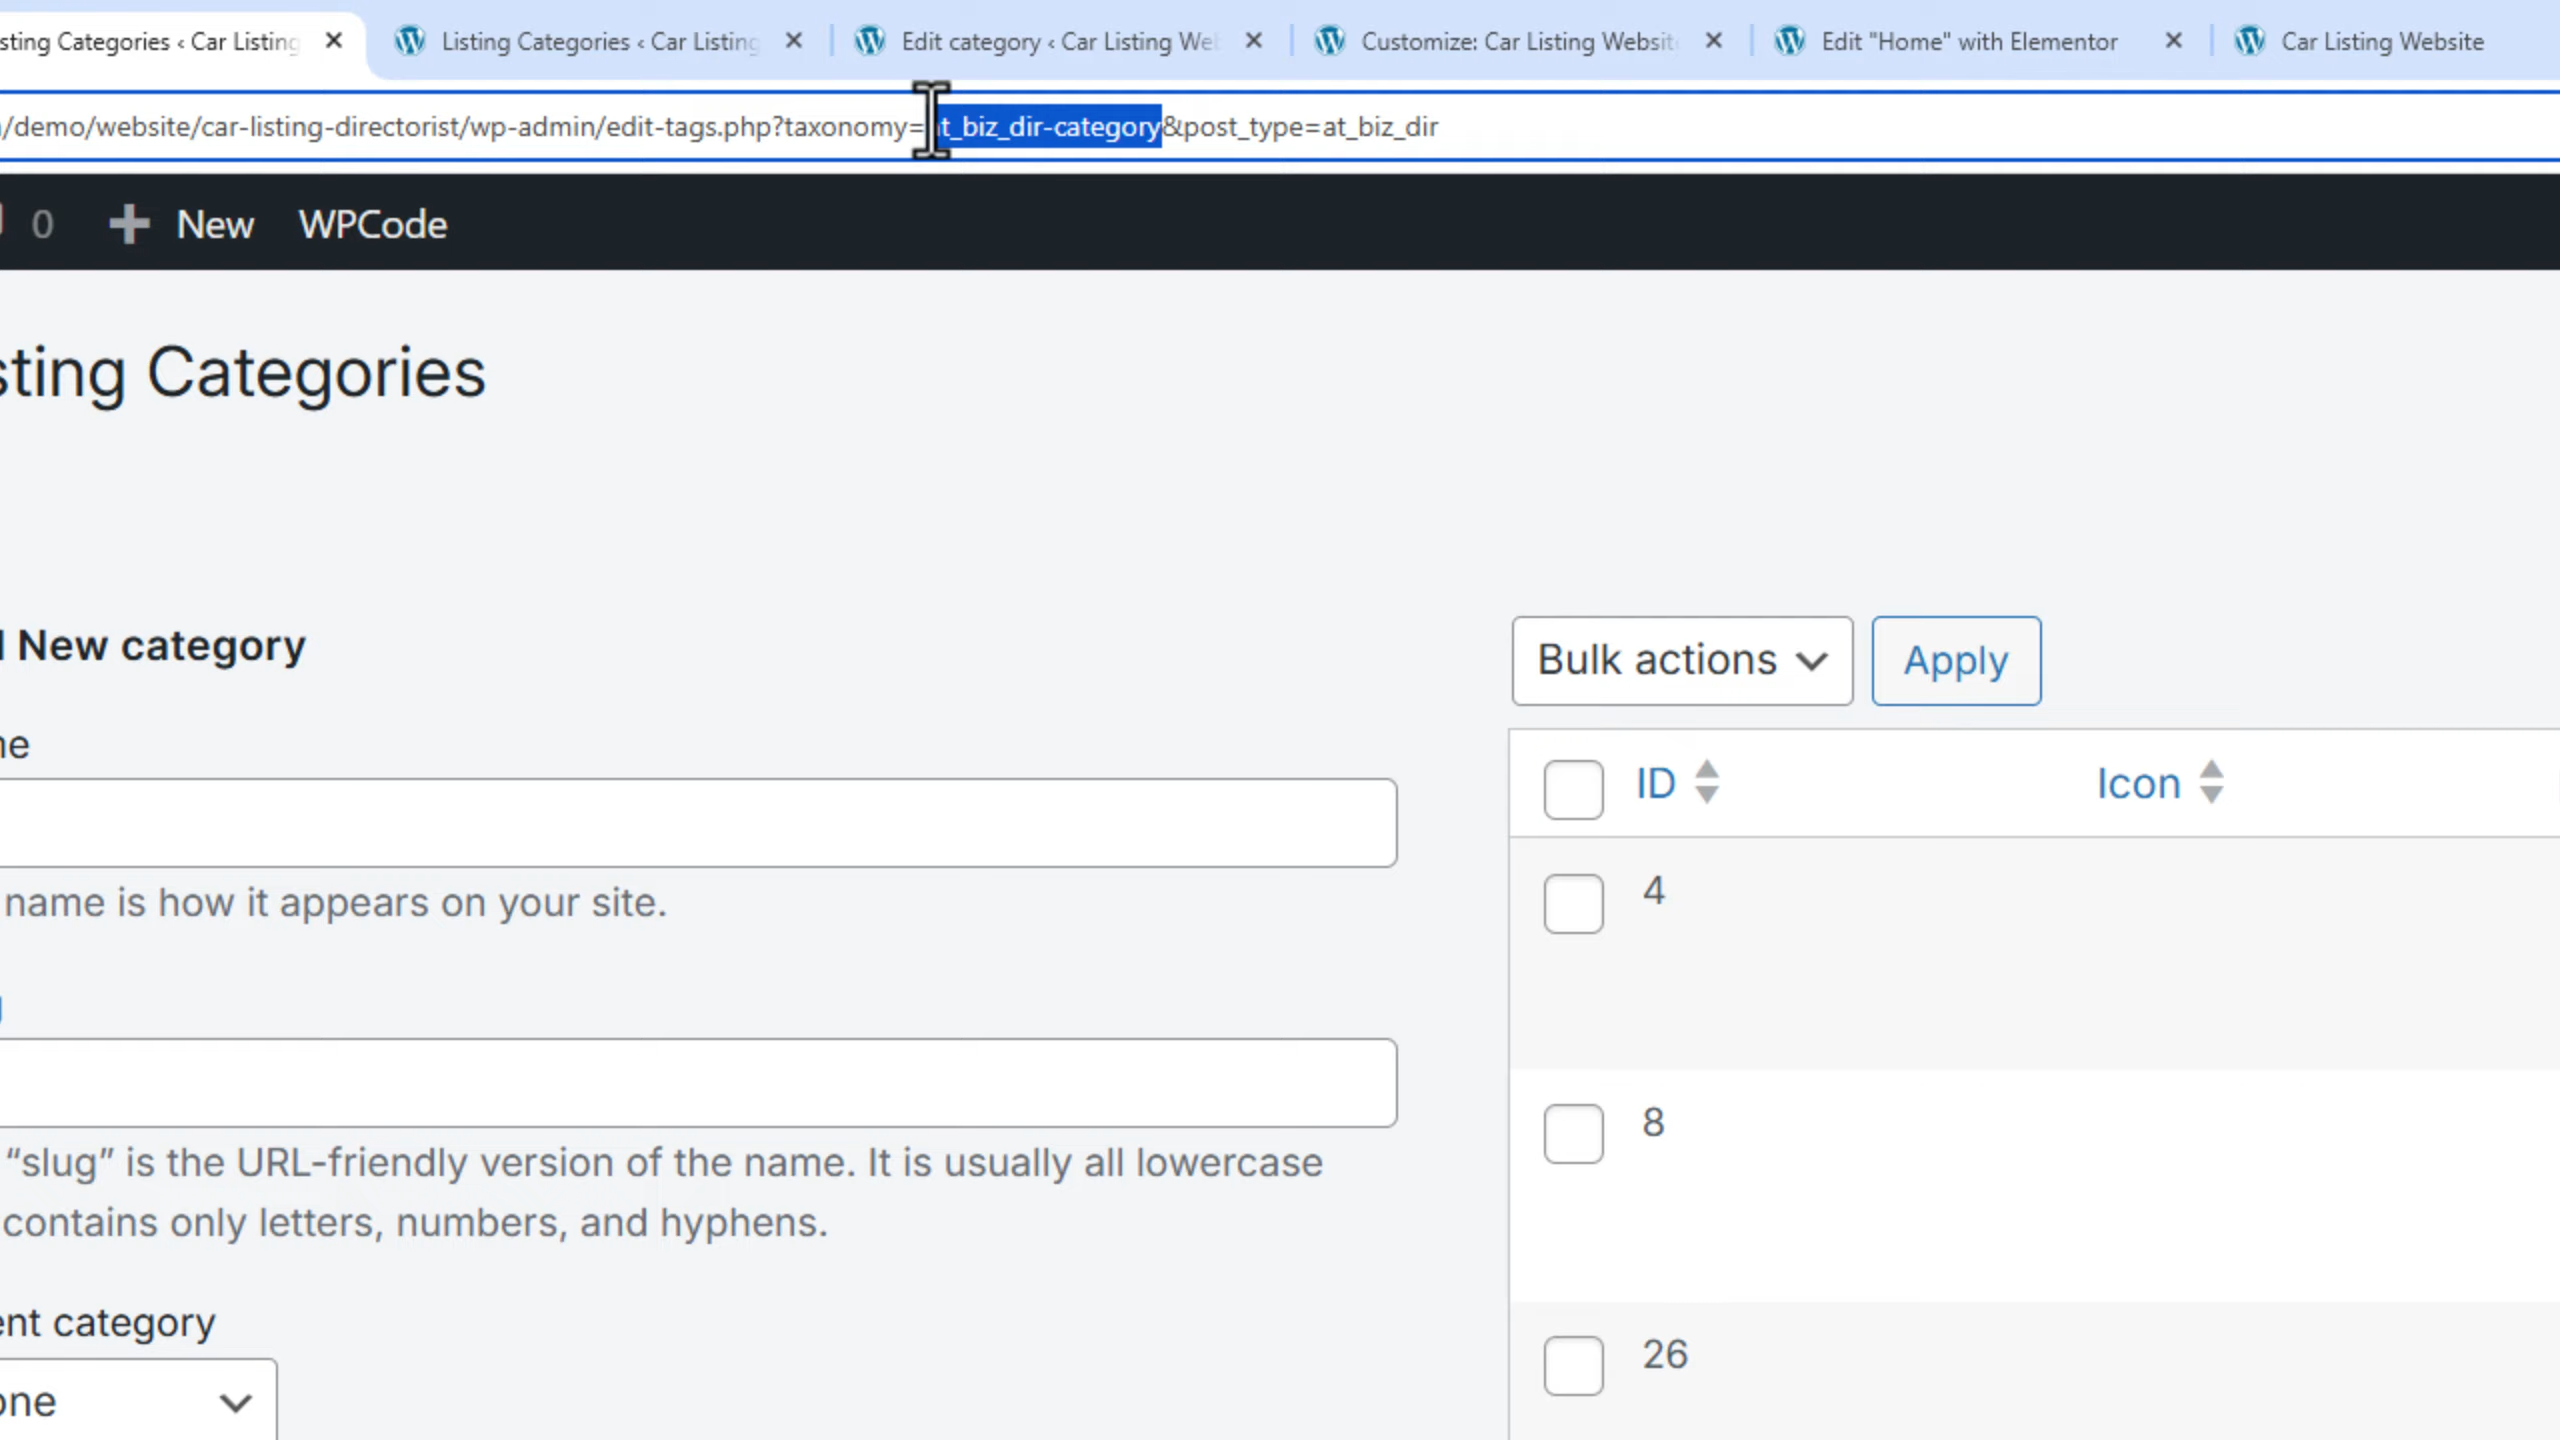 sting Categories ‹ Car Listing
Listing Categories ‹ Car Listing
Edit category ‹ Car Listing We
Customize: Car Listing Websit
Edit "Home" with Elementor
Car Listing Website
/demo/website/car-listing-directorist/wp-admin/edit-tags.php?taxonomy=at_biz_dir-category&post_type=at_biz_dir
0
New
WPCode
sting Categories
New category
Bulk actions
Apply
ne
ID
Icon
name is how it appears on your site.
4
8
“slug” is the URL-friendly version of the name. It is usually all lowercase
contains only letters, numbers, and hyphens.
ent category
26
one